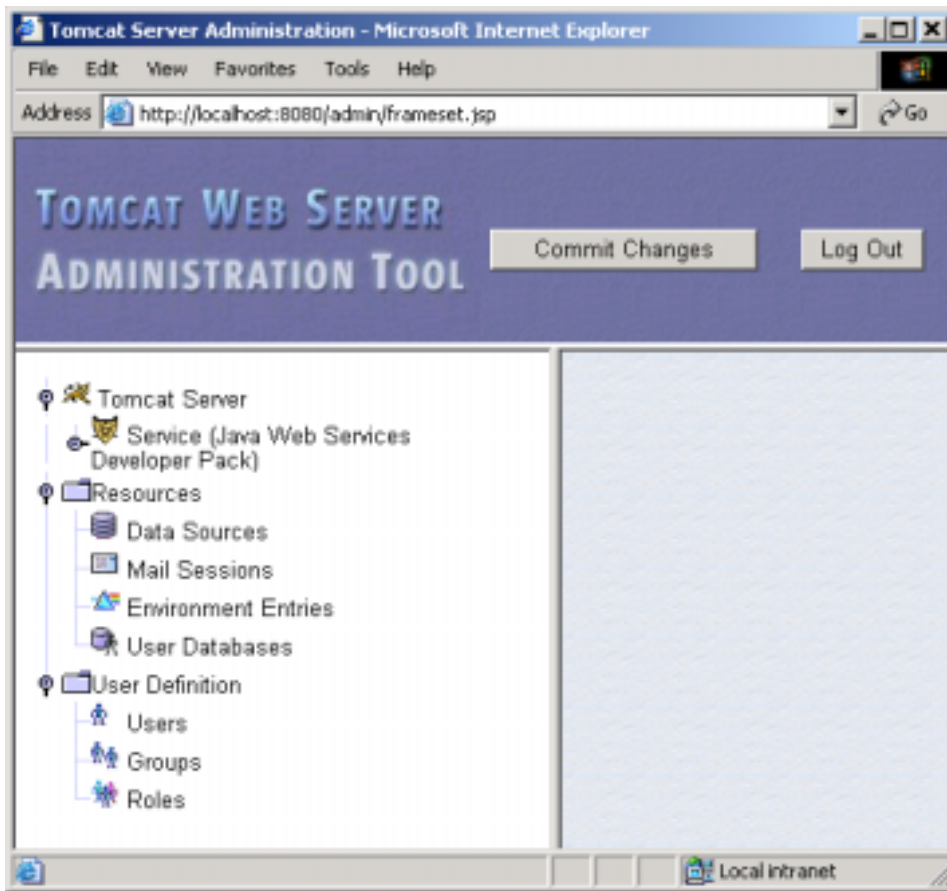 Tomcat Server Administration - Microsoft Internet Explorer
File Edit View Favorites Tools Help
Address http://localhost:8080/admin/frameset.jsp Go
TOMCAT WEB SERVER
ADMINISTRATION TOOL
Commit Changes Log Out
Tomcat Server
Service (Java Web Services
Developer Pack)
Resources
Data Sources
Mail Sessions
Environment Entries
User Databases
User Definition
Users
Groups
Roles
Local intranet